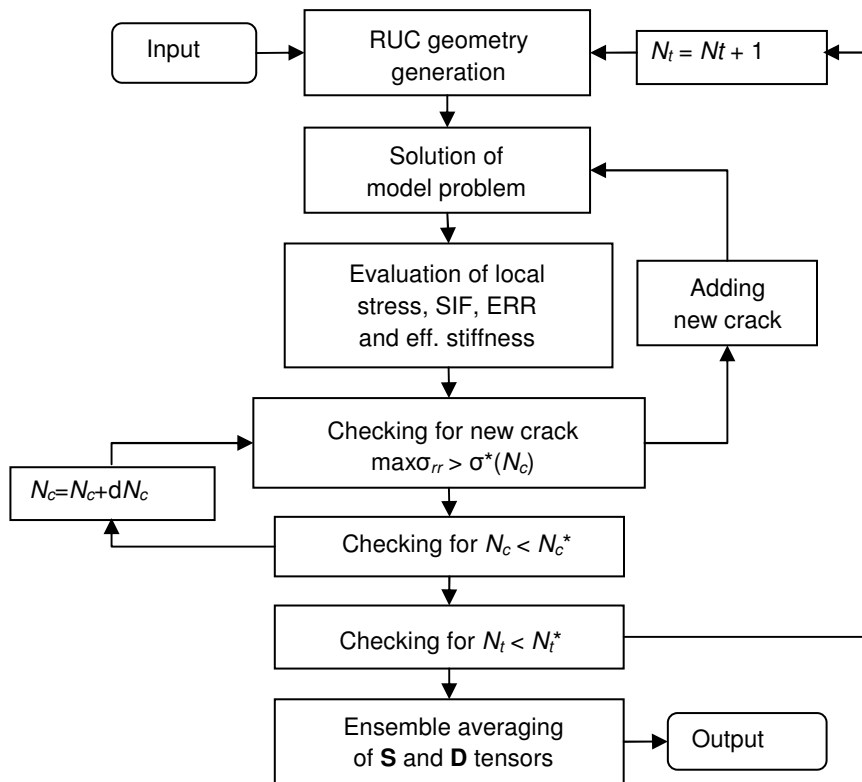 Input
RUC geometry
generation
Nt = Nt + 1
Solution of
model problem
Evaluation of local
stress, SIF, ERR
and eff. stiffness
Adding
new crack
Checking for new crack
maxσrr > σ*(Nc)
Nc=Nc+dNc
Checking for Nc < Nc*
Checking for Nt < Nt*
Ensemble averaging
of S and D tensors
Output